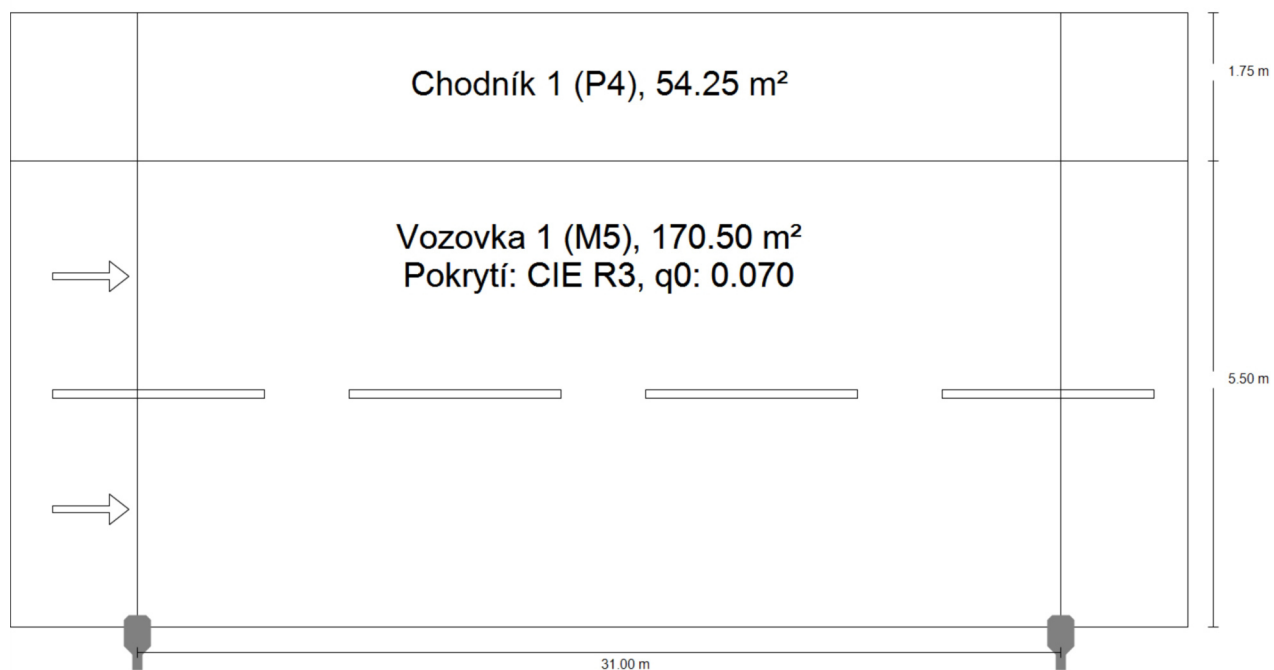 Chodník 1 (P4), 54.25 m²
1.75 m
Vozovka 1 (M5), 170.50 m²
Pokrytí: CIE R3, q0: 0.070
5.50 m
31.00 m